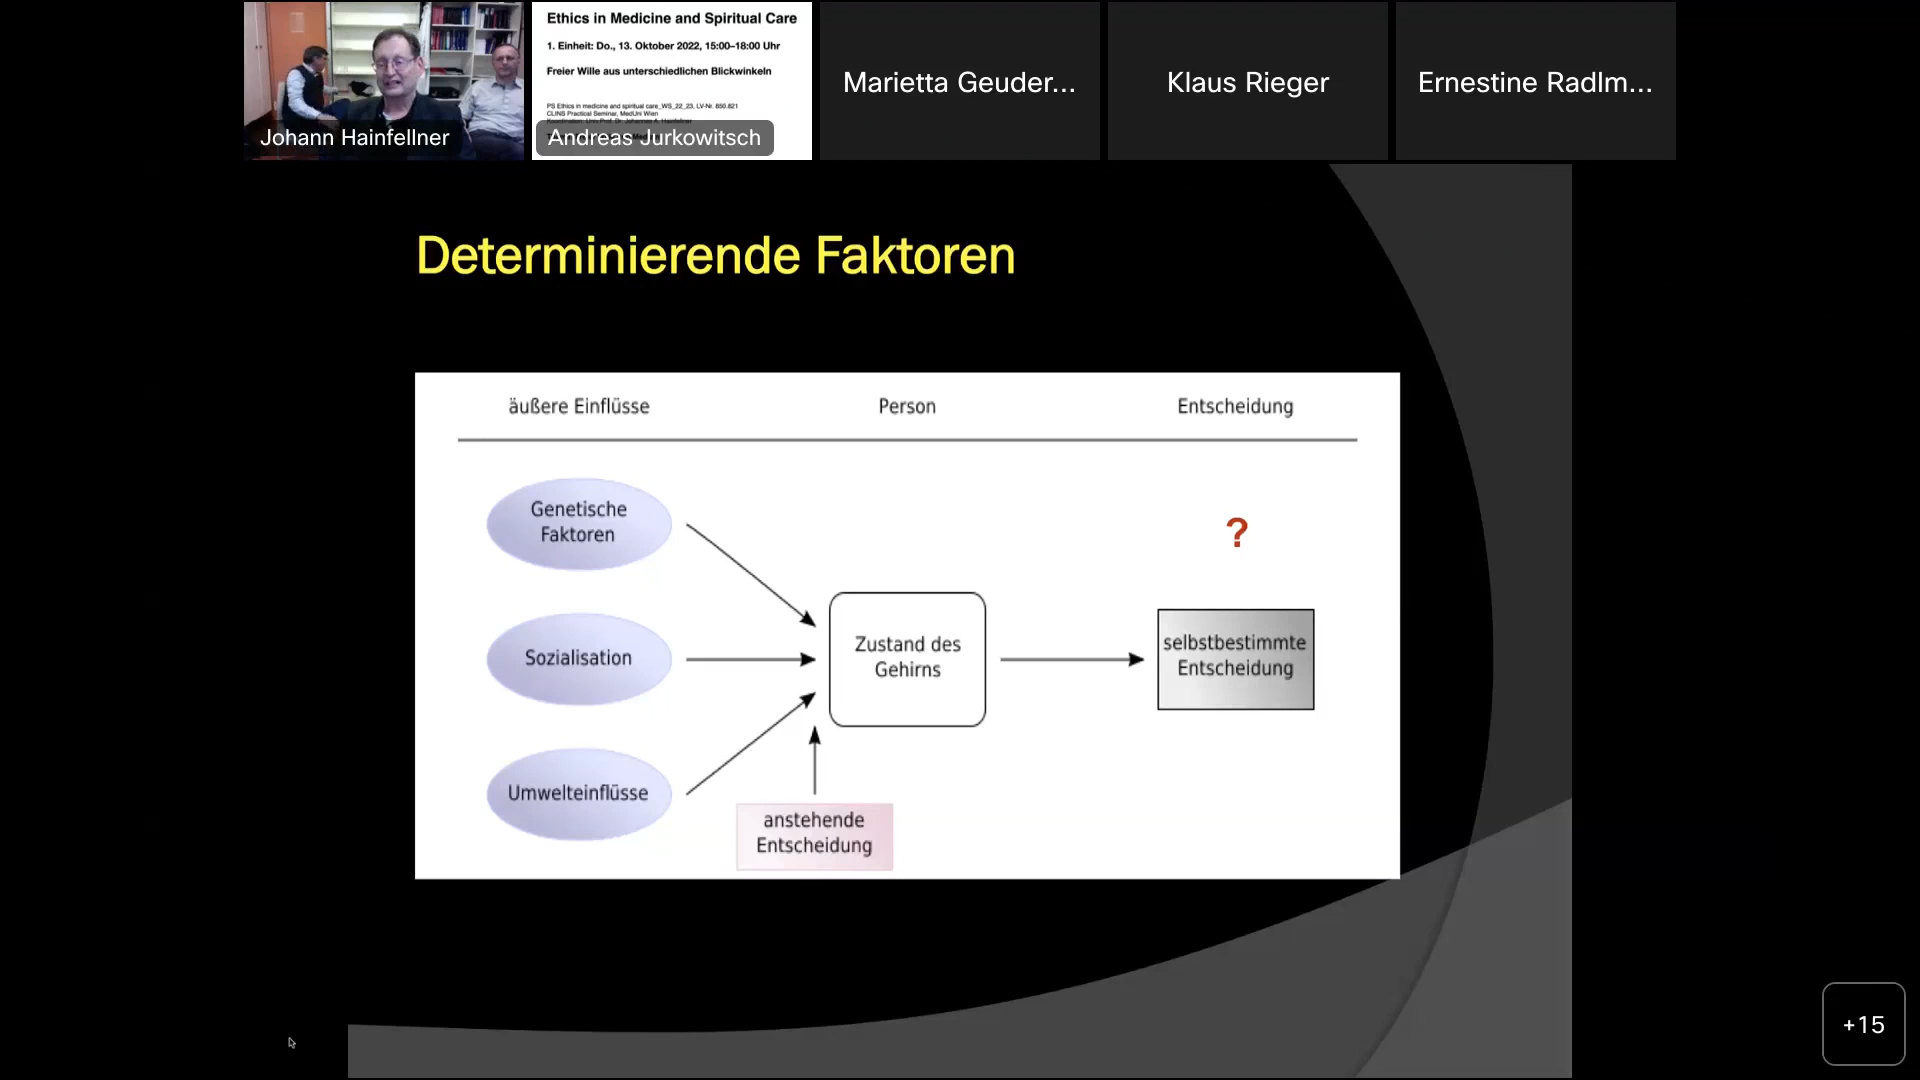 Ethics in Medicine and Spiritual Care
1. Einheit: Do., 13. Oktober 2022, 15:00–18:00 Uhr
Freier Wille aus unterschiedlichen Blickwinkeln
PS Ethics in medicine and spiritual care_WS_22_23, LV-Nr. 850.821
CLINS Practical Seminar, MedUni Wien
Johann Hainfellner
Andreas Jurkowitsch
Marietta Geuder...
Klaus Rieger
Ernestine Radlm...
Determinierende Faktoren
äußere Einflüsse
Person
Entscheidung
Genetische
Faktoren
?
Sozialisation
Zustand des
Gehirns
selbstbestimmte
Entscheidung
Umwelteinflüsse
anstehende
Entscheidung
+15